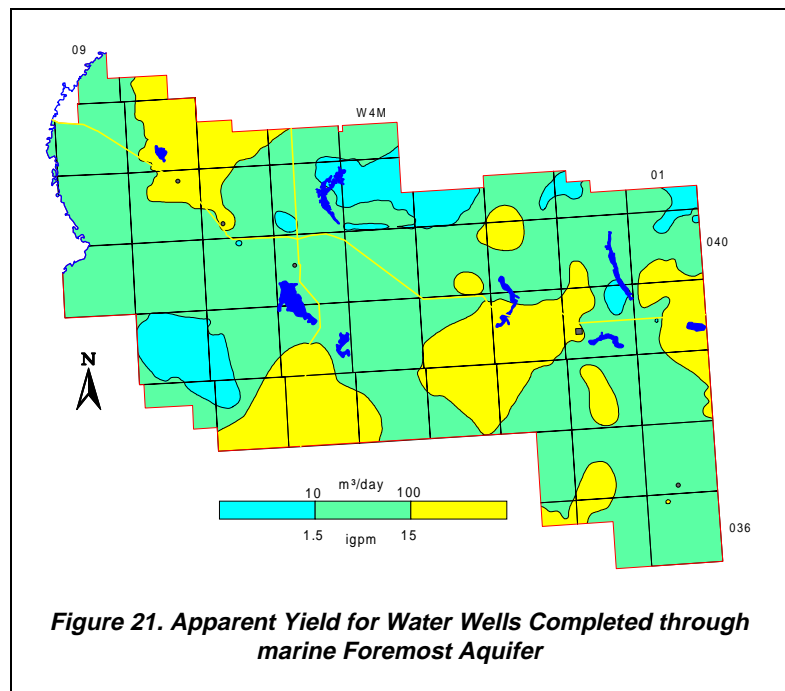 09
W4M
01
040
N
10 m³/day 100
1.5 igpm 15
036
Figure 21. Apparent Yield for Water Wells Completed through
marine Foremost Aquifer